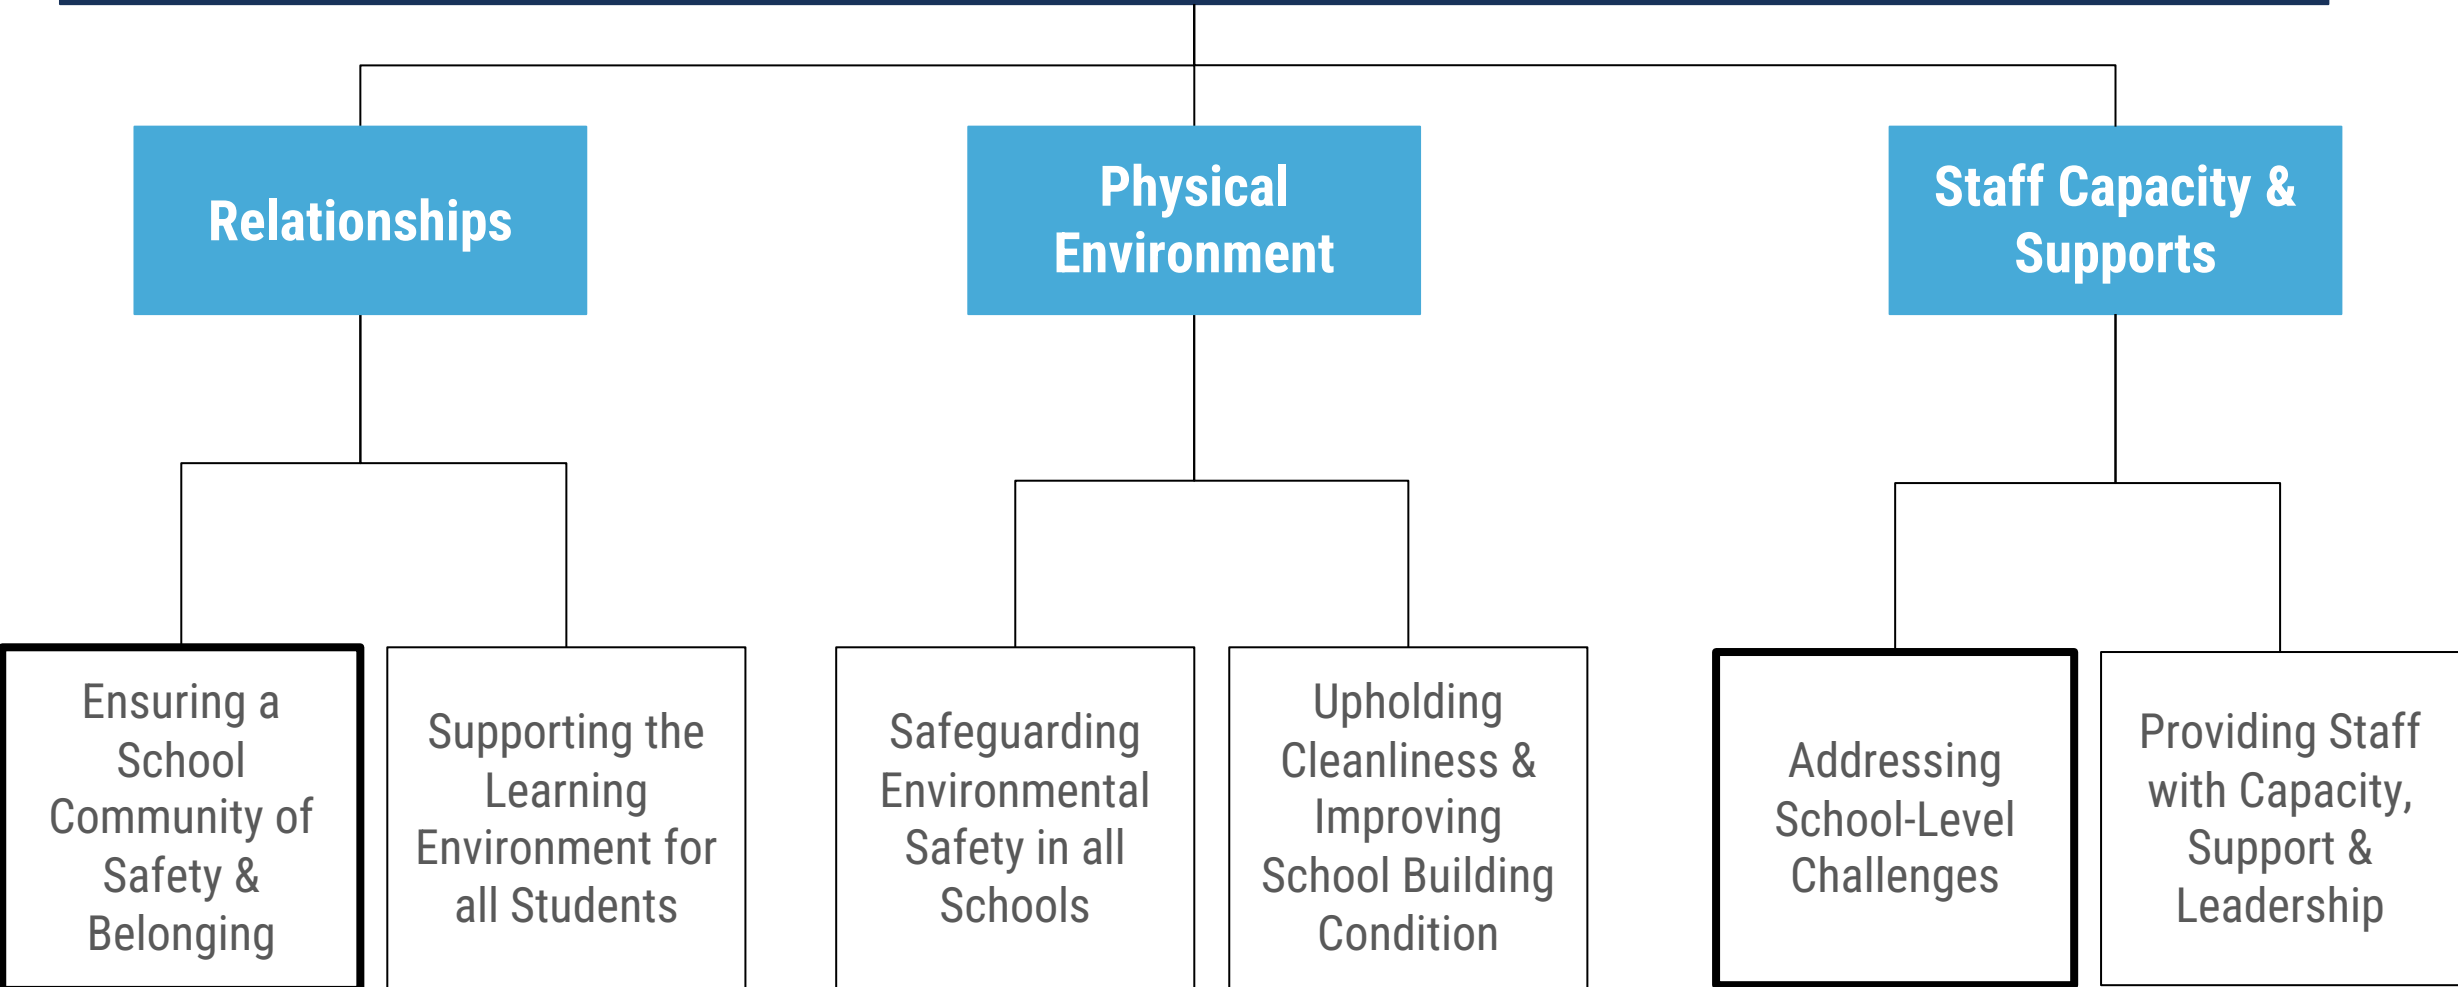 Relationships
Physical
Environment
Staff Capacity &
Supports
Ensuring a
School
Community of
Safety &
Belonging
Supporting the
Learning
Environment for
all Students
Safeguarding
Environmental
Safety in all
Schools
Upholding
Cleanliness &
Improving
School Building
Condition
Addressing
School-Level
Challenges
Providing Staff
with Capacity,
Support &
Leadership